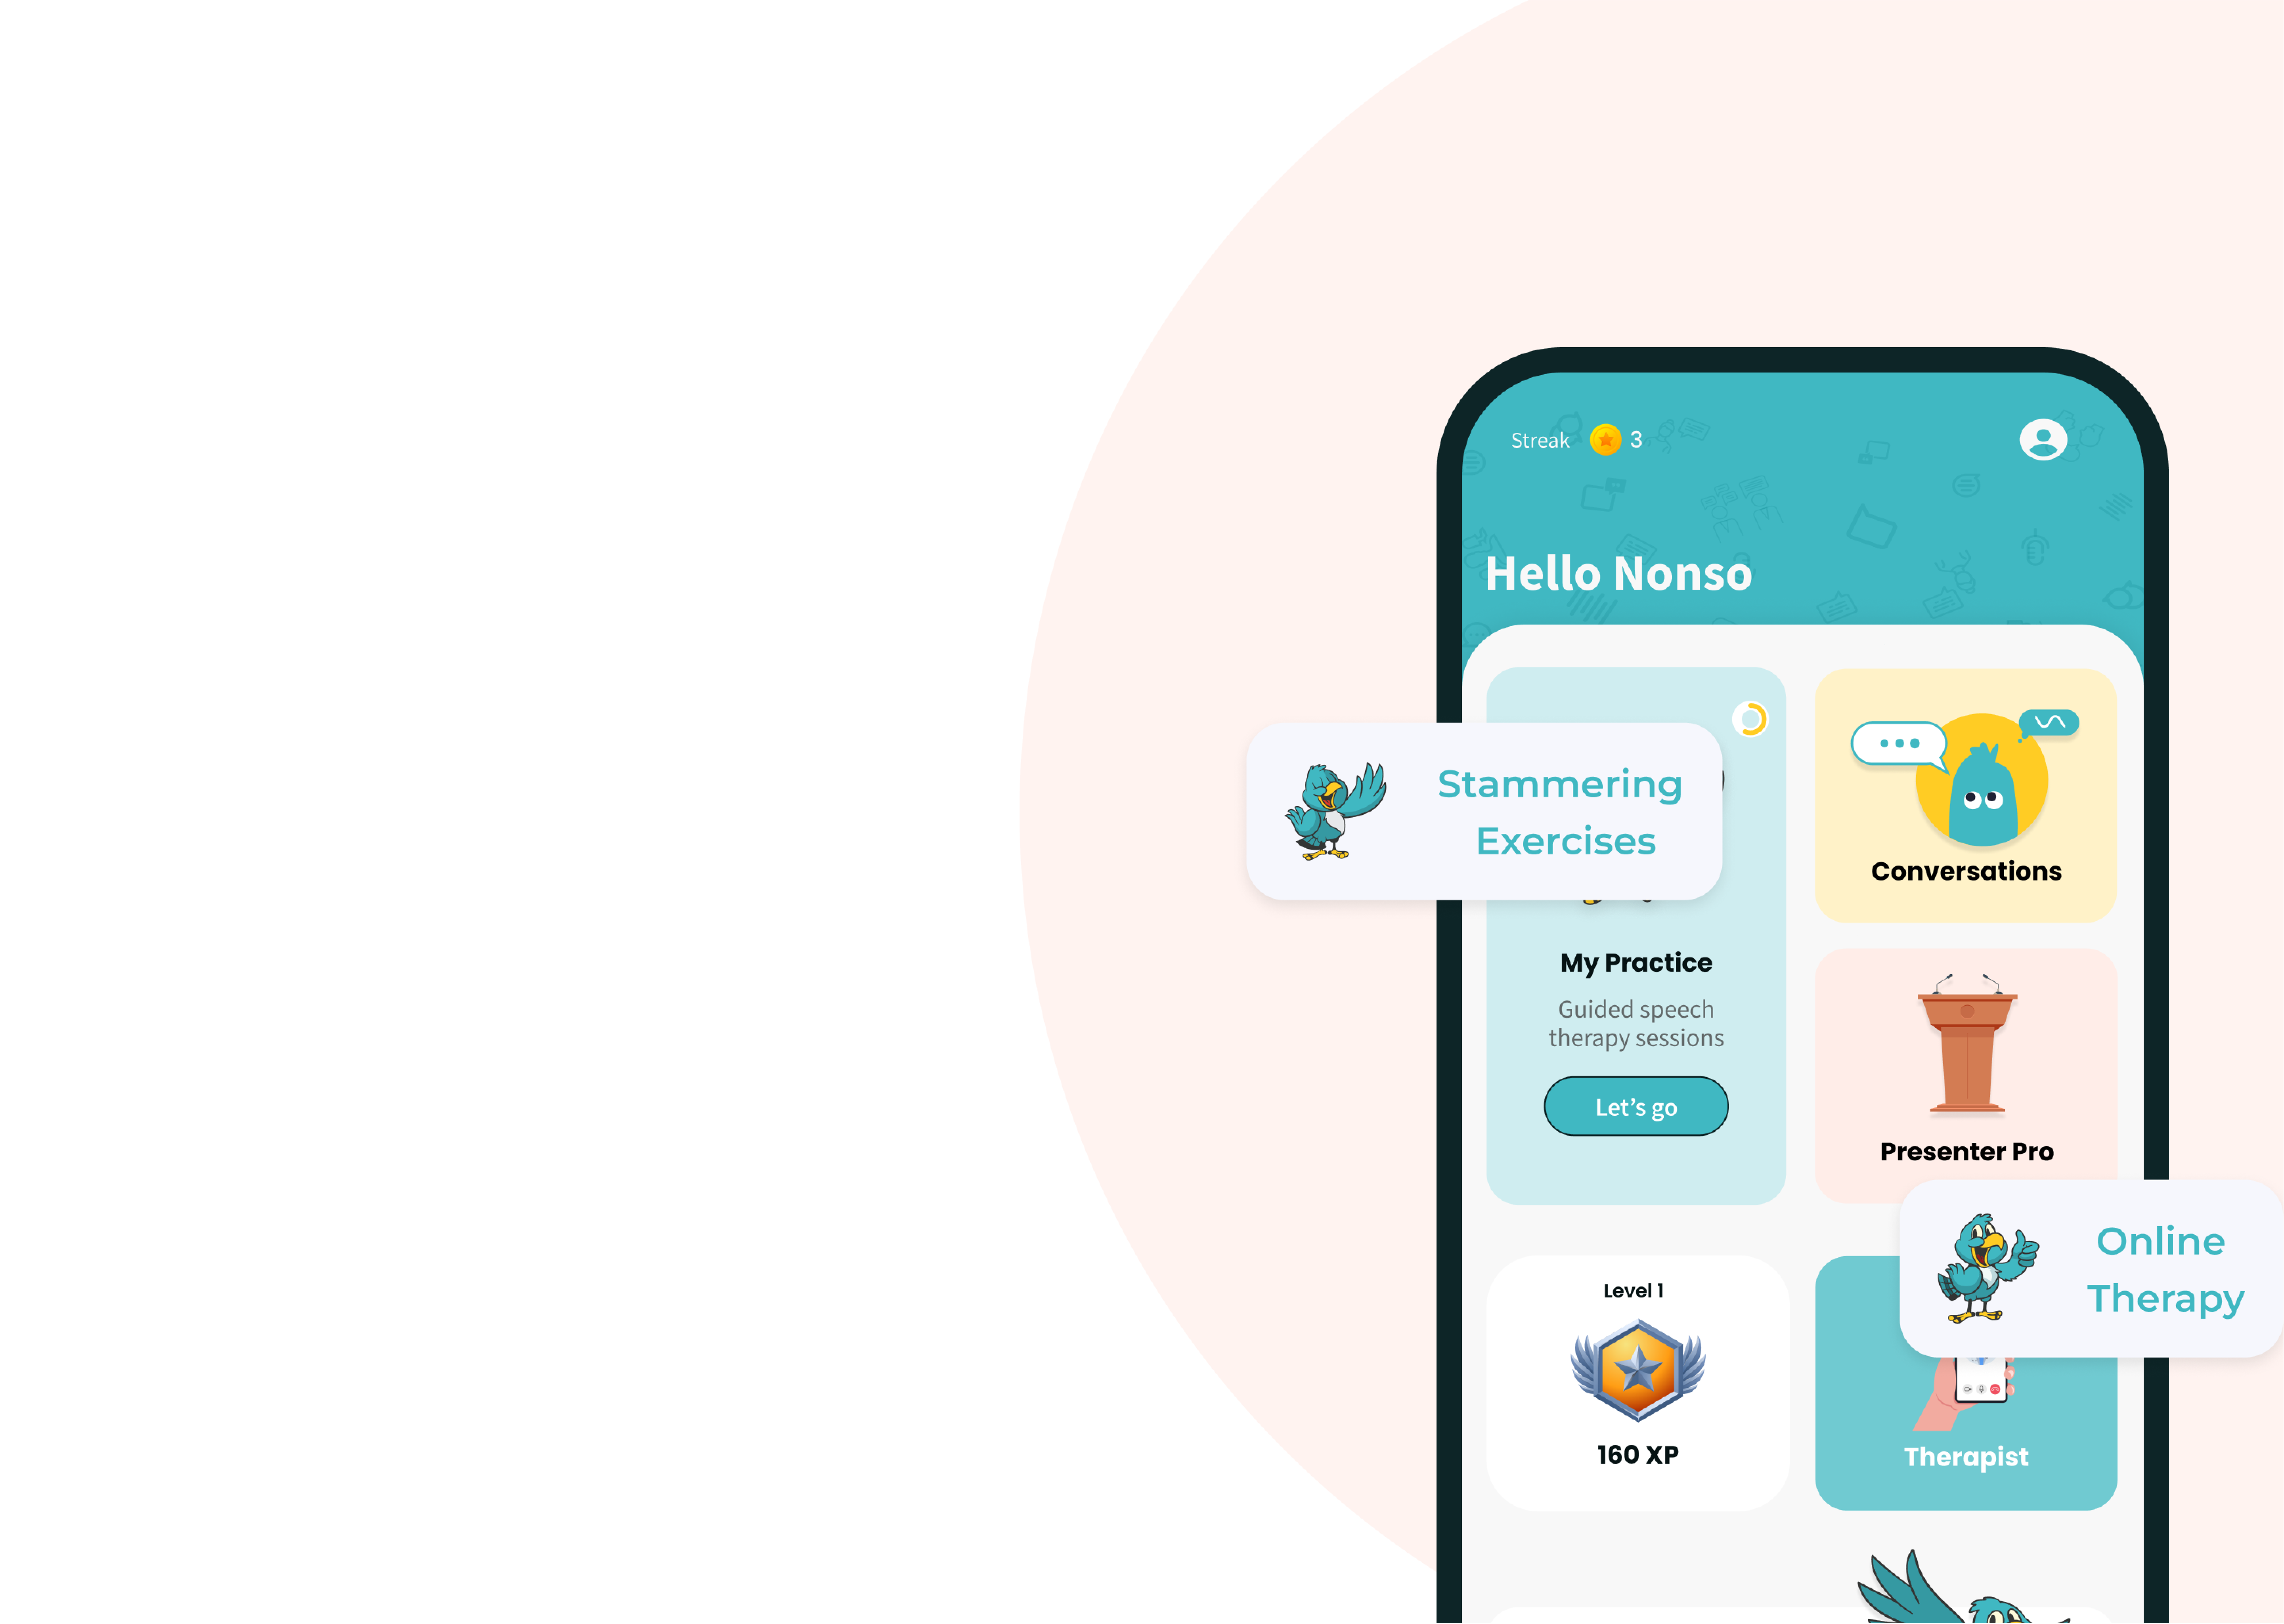 Streak 3
Hello Nonso
Stammering
Exercises
Conversations
My Practice
Guided speech
therapy sessions
Let’s go
Presenter Pro
Online
Therapy
Level 1
160 XP
Therapist